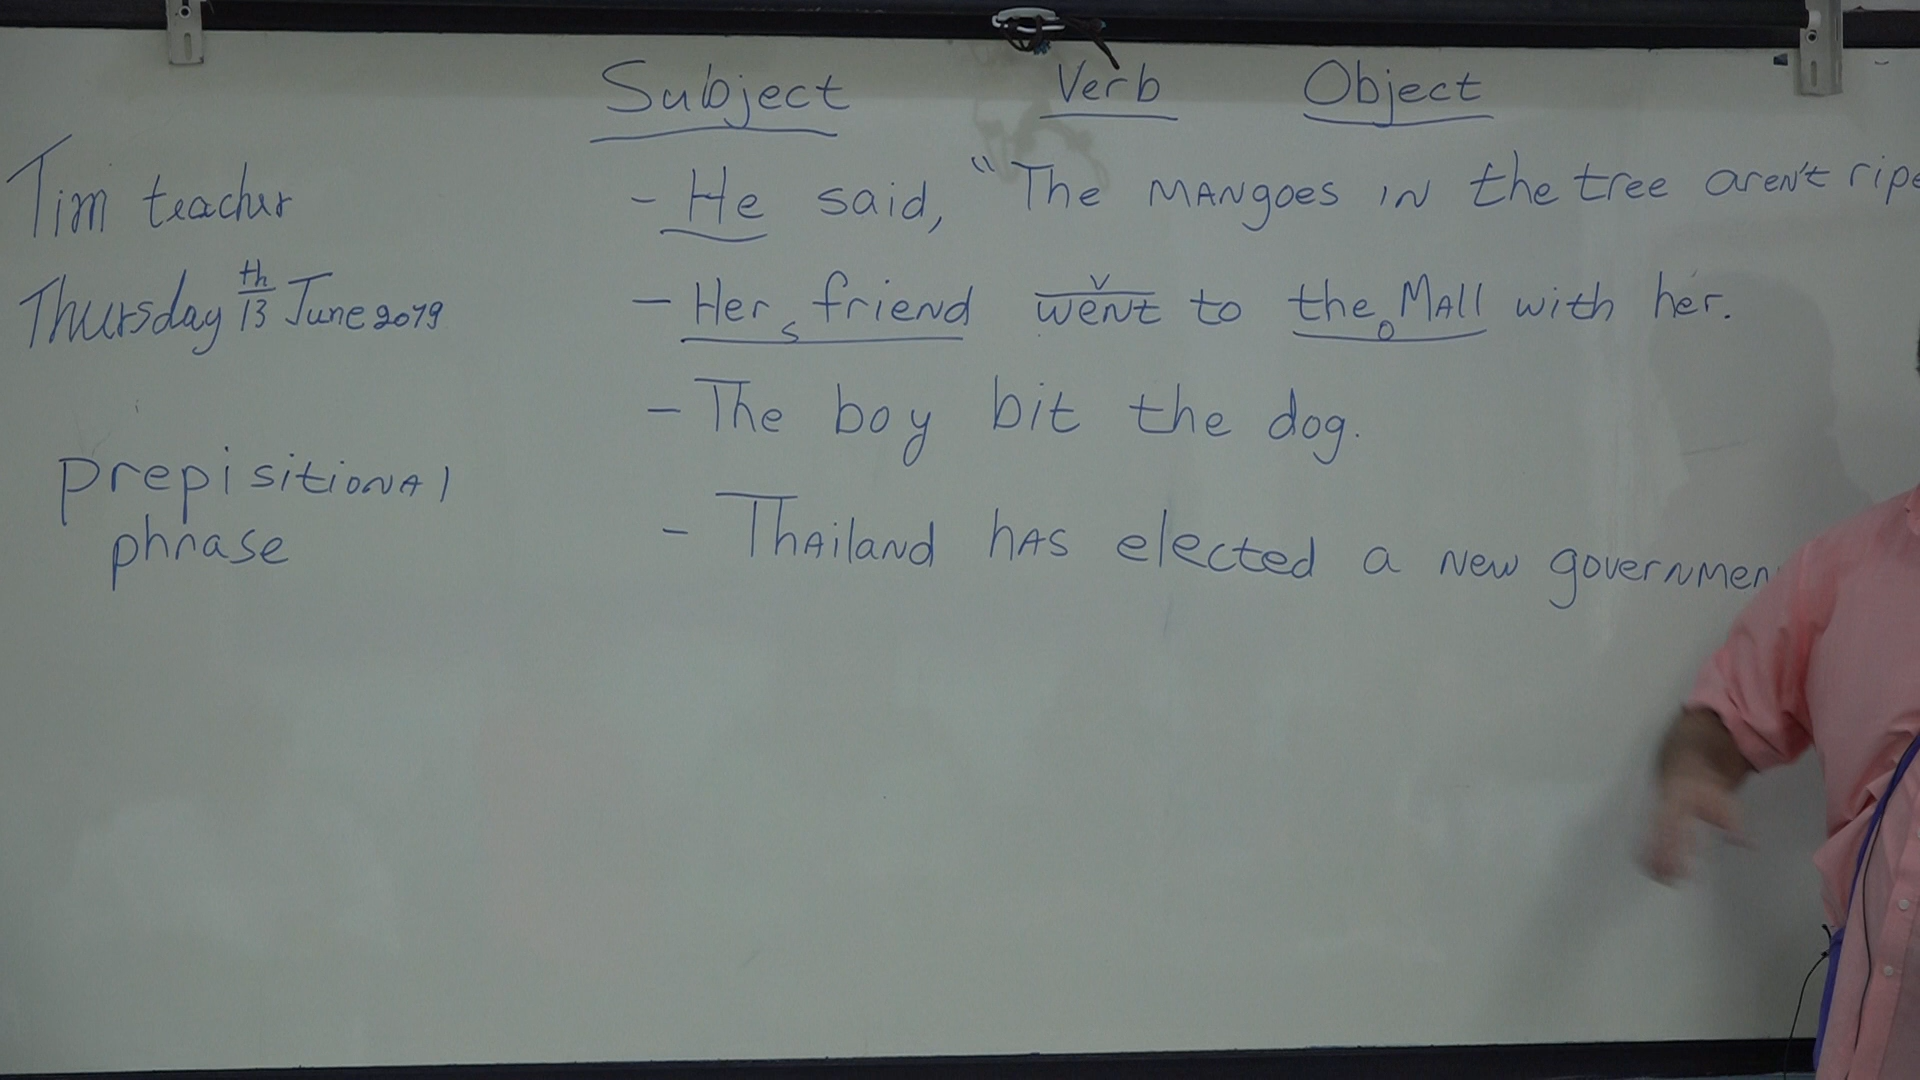 Subject Verb Object
Tim teacher
Thursday 13th June 2019
prepisitional
phrase
- He said, "The mangoes in the tree aren't ripe
- Her friend went to the Mall with her.
s v o
- The boy bit the dog.
- Thailand has elected a new governmen